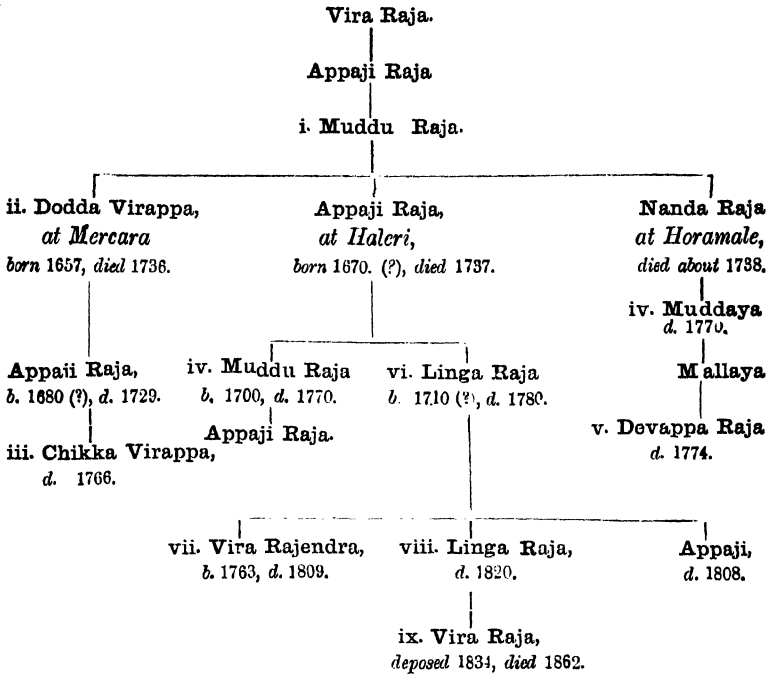 Vira Raja.
Appaji Raja
i. Muddu Raja.
ii. Dodda Virappa,
at Mercara
born 1657, died 1736.
Appaji Raja,
at Haleri,
born 1670. (?), died 1737.
Nanda Raja
at Horamale,
died about 1738.
iv. Muddaya
d. 1770.
Mallaya
v. Devappa Raja
d. 1774.
Appaii Raja,
b. 1680 (?), d. 1729.
iii. Chikka Virappa,
d. 1766.
iv. Muddu Raja
b. 1700, d. 1770.
Appaji Raja.
vi. Linga Raja
b. 1710 (?), d. 1780.
vii. Vira Rajendra,
b. 1763, d. 1809.
viii. Linga Raja,
d. 1820.
Appaji,
d. 1808.
ix. Vira Raja,
deposed 1834, died 1862.